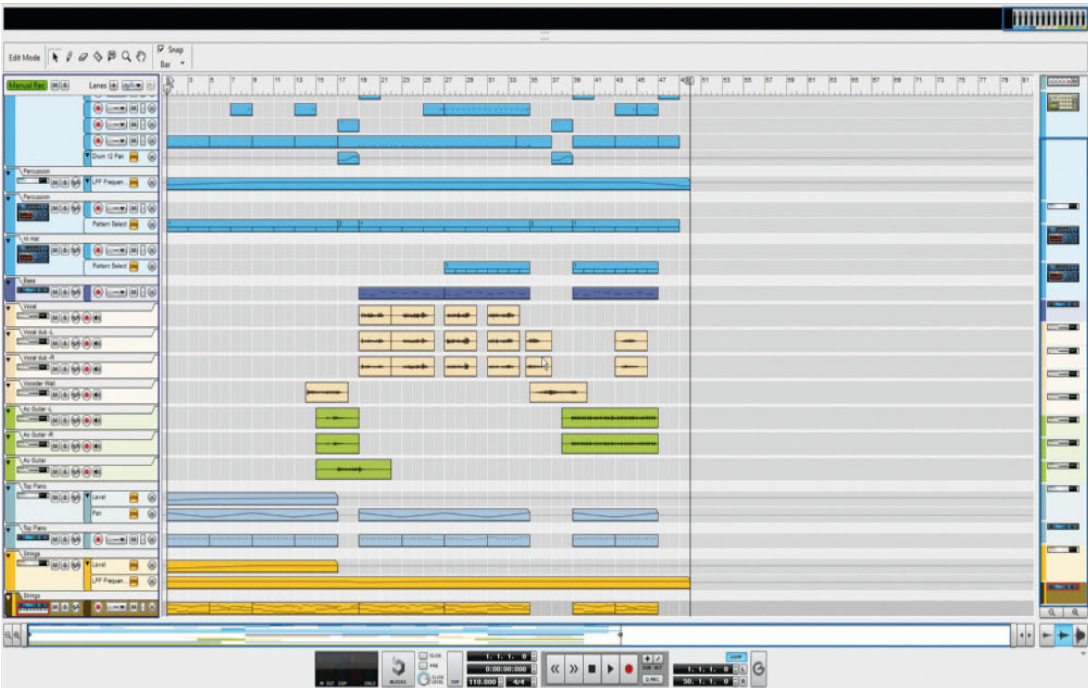 Edit Mode
Snap
Bar
Manual Rec M S Lanes
3 5 7 9 11 13 15 17 19 21 23 25 27 29 31 33 35 37 39 41 43 45 47 51 53 55 57 59 61 63 65 67 69 71 73 75 77 79 81
Drum 12 Pan
Percussion
LPF Frequen..
Percussion
Pattern Select
Hi Hat
Pattern Select
Bass
Vocal
Vocal dub -L
Vocal dub -R
Vocoder Wait
Ac Guitar -L
Ac Guitar -R
Ac Guitar
Top Piano
Level
Pan
Top Piano
Strings
Level
LPF Frequen..
Strings
BLOCKS
CLICK
PRE
CLICK LEVEL
TAP
1. 1. 1. 0
0:00:00:000
110.000 4/4
DUB ALT
Q REC
LOOP
1. 1. 1. 0 L
50. 1. 1. 0 R